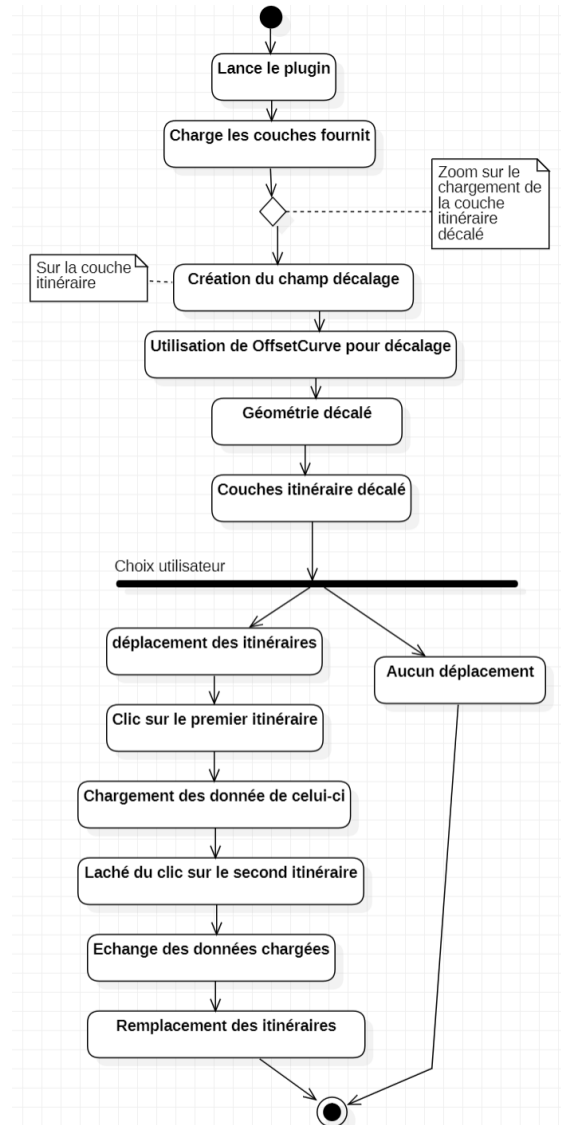 Lance le plugin
Charge les couches fournit
Zoom sur le
chargement de
la couche
itinéraire
décalé
Sur la couche
itinéraire
Création du champ décalage
Utilisation de OffsetCurve pour décalage
Géométrie décalé
Couches itinéraire décalé
Choix utilisateur
déplacement des itinéraires
Aucun déplacement
Clic sur le premier itinéraire
Chargement des donnée de celui-ci
Laché du clic sur le second itinéraire
Echange des données chargées
Remplacement des itinéraires